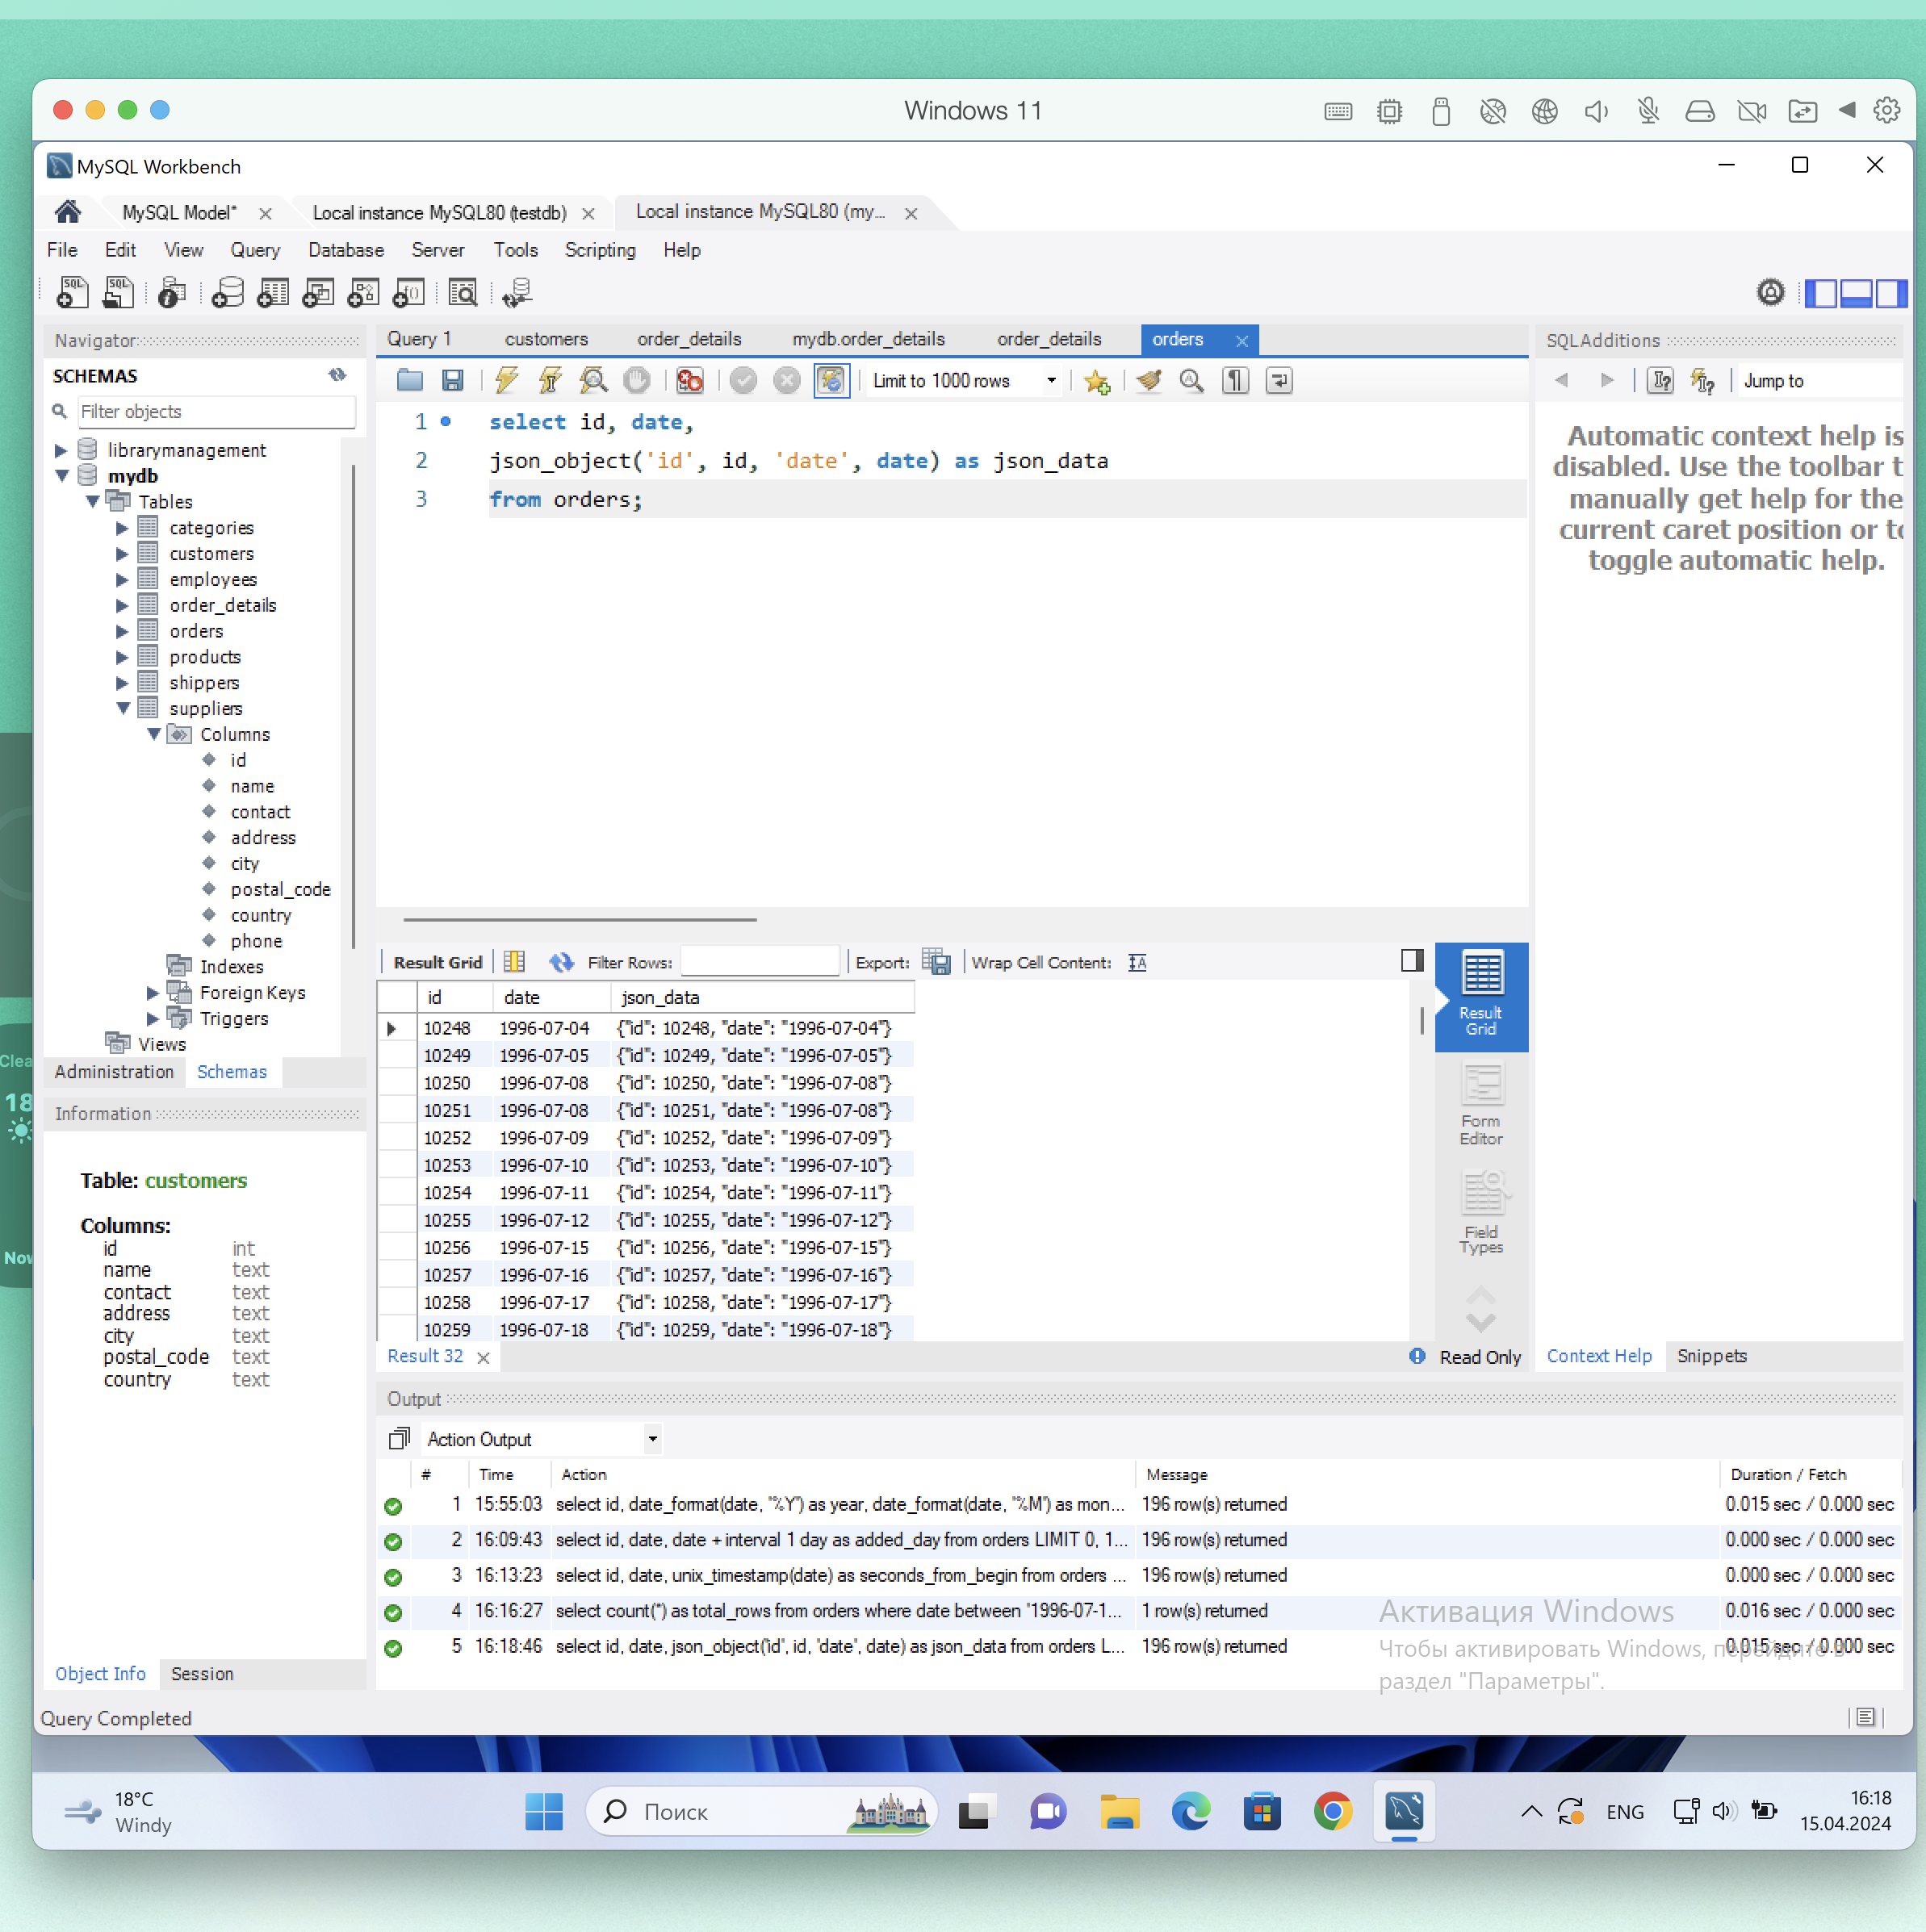 Windows 11
MySQL Workbench
MySQL Model*
Local instance MySQL80 (testdb)
Local instance MySQL80 (my...
File Edit View Query Database Server Tools Scripting Help
Navigator
SCHEMAS
Filter objects
librarymanagement
mydb
Tables
categories
customers
employees
order_details
orders
products
shippers
suppliers
Columns
id
name
contact
address
city
postal_code
country
phone
Indexes
Foreign Keys
Triggers
Views
Administration Schemas
Information
Table: customers
Columns:
id int
name text
contact text
address text
city text
postal_code text
country text
Object Info Session
Query 1 customers order_details mydb.order_details order_details orders
Limit to 1000 rows
1 select id, date,
2 json_object('id', id, 'date', date) as json_data
3 from orders;
SQLAdditions
Jump to
Automatic context help is
disabled. Use the toolbar t
manually get help for the
current caret position or to
toggle automatic help.
Result Grid Filter Rows: Export: Wrap Cell Content:
id date json_data
10248 1996-07-04 {"id": 10248, "date": "1996-07-04"}
10249 1996-07-05 {"id": 10249, "date": "1996-07-05"}
10250 1996-07-08 {"id": 10250, "date": "1996-07-08"}
10251 1996-07-08 {"id": 10251, "date": "1996-07-08"}
10252 1996-07-09 {"id": 10252, "date": "1996-07-09"}
10253 1996-07-10 {"id": 10253, "date": "1996-07-10"}
10254 1996-07-11 {"id": 10254, "date": "1996-07-11"}
10255 1996-07-12 {"id": 10255, "date": "1996-07-12"}
10256 1996-07-15 {"id": 10256, "date": "1996-07-15"}
10257 1996-07-16 {"id": 10257, "date": "1996-07-16"}
10258 1996-07-17 {"id": 10258, "date": "1996-07-17"}
10259 1996-07-18 {"id": 10259, "date": "1996-07-18"}
Result
Grid
Form
Editor
Field
Types
Result 32
Read Only
Context Help Snippets
Output
Action Output
# Time Action Message Duration / Fetch
1 15:55:03 select id, date_format(date, "%Y") as year, date_format(date, "%M") as mon... 196 row(s) returned 0.015 sec / 0.000 sec
2 16:09:43 select id, date, date + interval 1 day as added_day from orders LIMIT 0, 1... 196 row(s) returned 0.000 sec / 0.000 sec
3 16:13:23 select id, date, unix_timestamp(date) as seconds_from_begin from orders ... 196 row(s) returned 0.000 sec / 0.000 sec
4 16:16:27 select count(*) as total_rows from orders where date between "1996-07-1... 1 row(s) returned 0.016 sec / 0.000 sec
5 16:18:46 select id, date, json_object('id', id, 'date', date) as json_data from orders L... 196 row(s) returned 0.015 sec / 0.000 sec
Активация Windows
Чтобы активировать Windows, перейдите в
раздел "Параметры".
Query Completed
Clea
18
Now
18°C
Windy
Поиск
ENG
16:18
15.04.2024